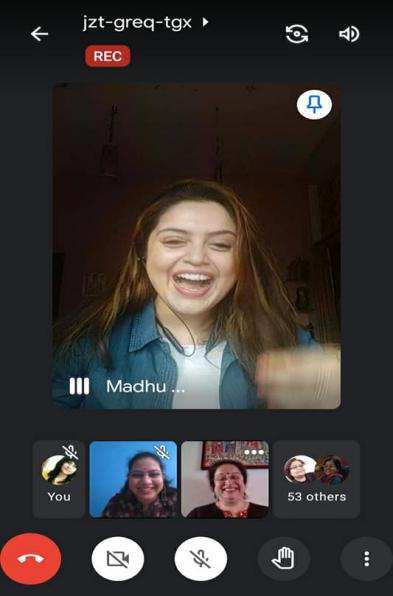 jzt-greq-tgx
REC
Madhu ...
You
53 others